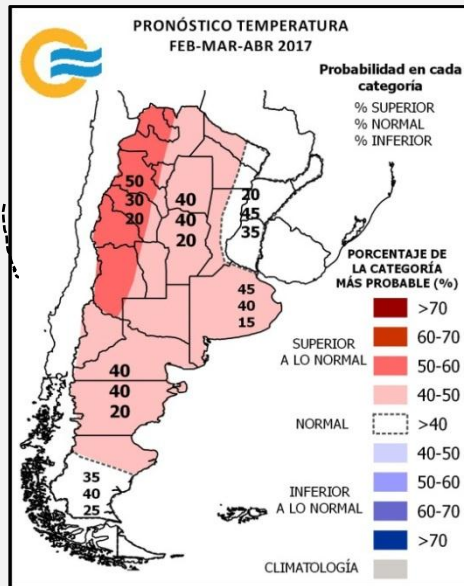 PRONÓSTICO TEMPERATURA
FEB-MAR-ABR 2017
Probabilidad en cada
categoría
% SUPERIOR
% NORMAL
% INFERIOR
50
30
20
40
40
20
20
45
35
45
40
15
40
40
20
35
40
25
PORCENTAJE DE
LA CATEGORÍA
MÁS PROBABLE (%)
SUPERIOR
A LO NORMAL
>70
60-70
50-60
40-50
NORMAL
>40
INFERIOR
A LO NORMAL
40-50
50-60
60-70
>70
CLIMATOLOGÍA